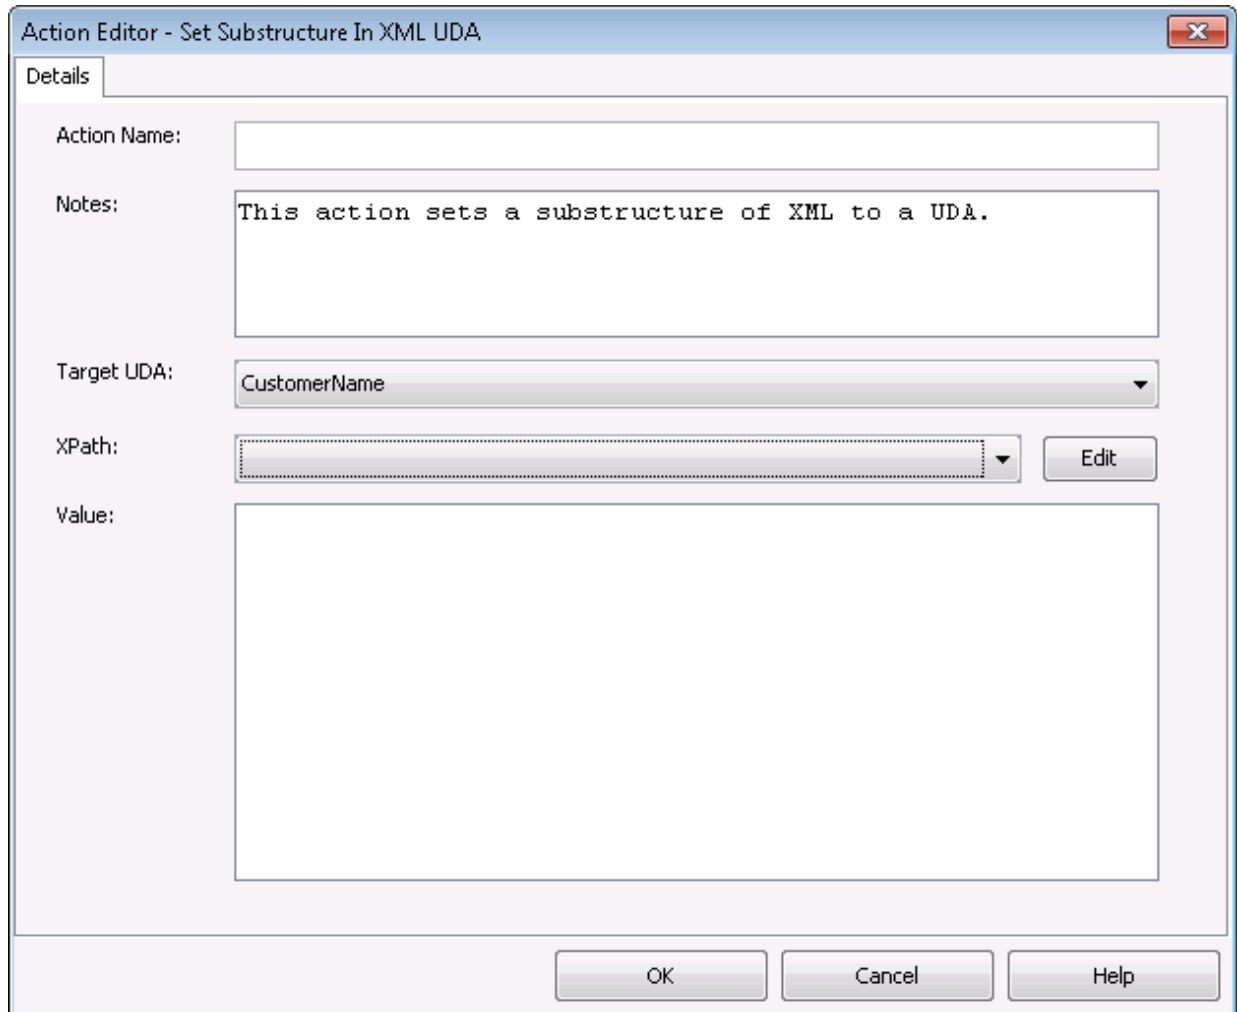 Action Editor - Set Substructure In XML UDA
Details
Action Name:
Notes:
This action sets a substructure of XML to a UDA.
Target UDA:
CustomerName
XPath:
Edit
Value:
OK
Cancel
Help